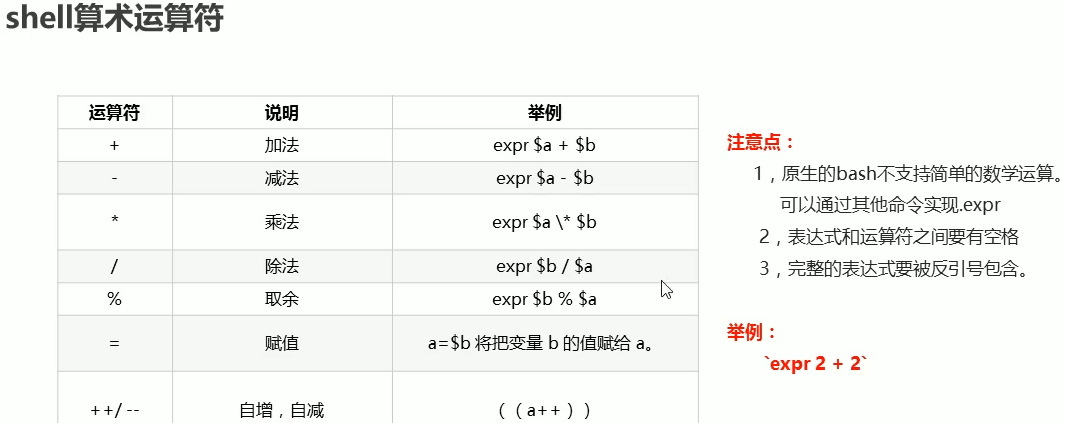 shell算术运算符
运算符 说明 举例
+ 加法 expr $a + $b
- 减法 expr $a - $b
* 乘法 expr $a \* $b
/ 除法 expr $b / $a
% 取余 expr $b % $a
= 赋值 a=$b 将把变量 b 的值赋给 a。
++/-- 自增，自减 （（a++））
注意点：
1，原生的bash不支持简单的数学运算。
可以通过其他命令实现.expr
2，表达式和运算符之间要有空格
3，完整的表达式要被反引号包含。
举例：
`expr 2 + 2`